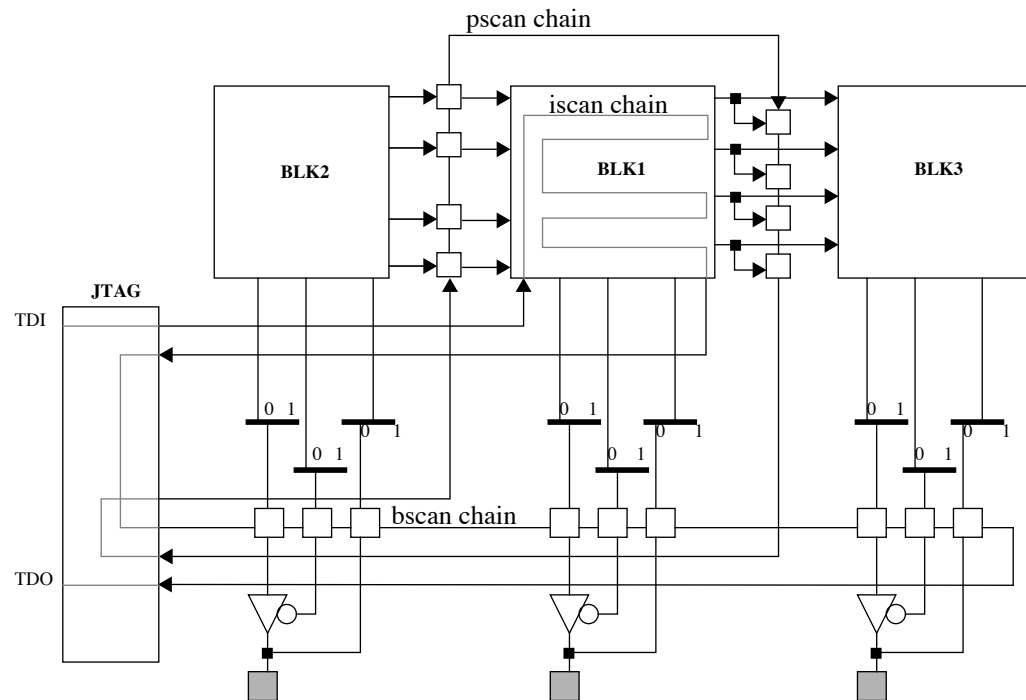 pscan chain
iscan chain
BLK2
BLK1
BLK3
JTAG
TDI
0 1
0 1
0 1
0 1
0 1
0 1
0 1
0 1
0 1
bscan chain
TDO